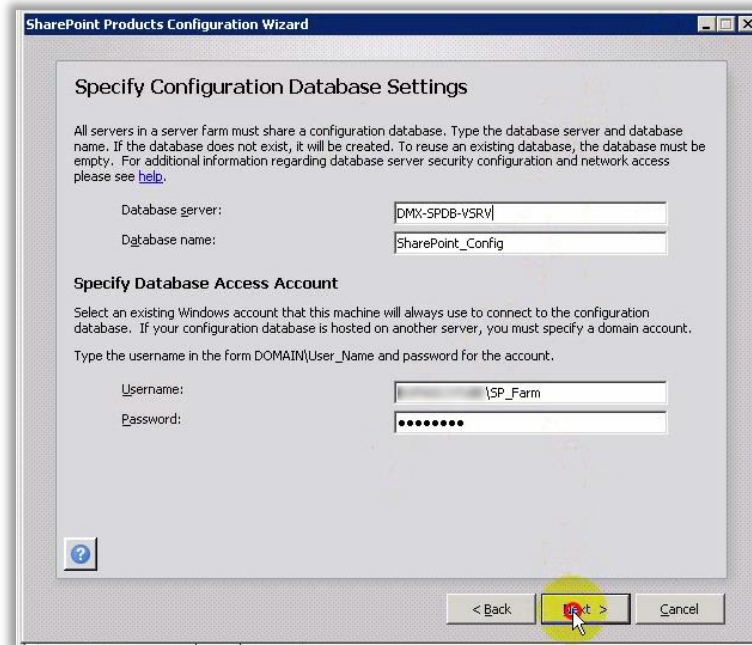 SharePoint Products Configuration Wizard
Specify Configuration Database Settings
All servers in a server farm must share a configuration database. Type the database server and database
name. If the database does not exist, it will be created. To reuse an existing database, the database must be
empty. For additional information regarding database server security configuration and network access
please see help.
Database server:
DMX-SPDB-VSRV
Database name:
SharePoint_Config
Specify Database Access Account
Select an existing Windows account that this machine will always use to connect to the configuration
database. If your configuration database is hosted on another server, you must specify a domain account.
Type the username in the form DOMAIN\User_Name and password for the account.
Username:
\SP_Farm
Password:
●●●●●●●●
?
< Back
Next >
Cancel